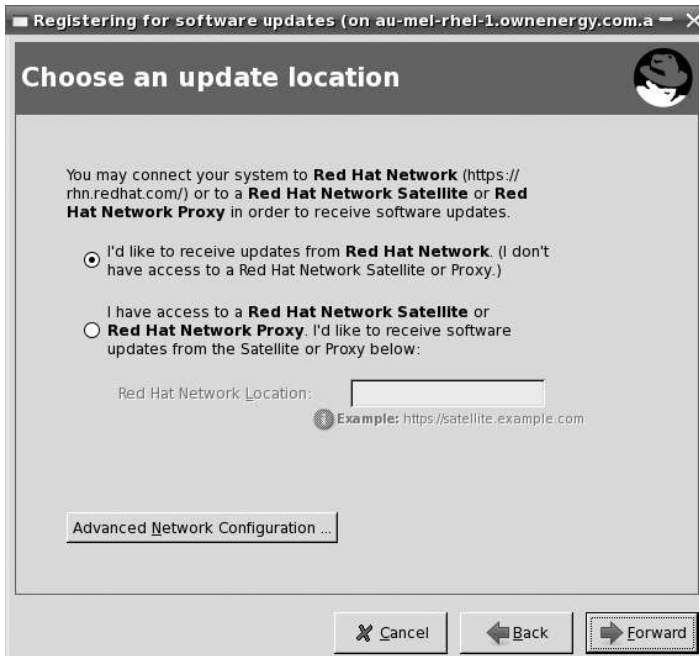 Registering for software updates (on au-mel-rhel-1.ownenergy.com.a
Choose an update location
You may connect your system to Red Hat Network (https://
rhn.redhat.com/) or to a Red Hat Network Satellite or Red
Hat Network Proxy in order to receive software updates.
I'd like to receive updates from Red Hat Network. (I don't
have access to a Red Hat Network Satellite or Proxy.)
I have access to a Red Hat Network Satellite or
Red Hat Network Proxy. I'd like to receive software
updates from the Satellite or Proxy below:
Red Hat Network Location:
Example: https://satellite.example.com
Advanced Network Configuration ...
Cancel
Back
Forward